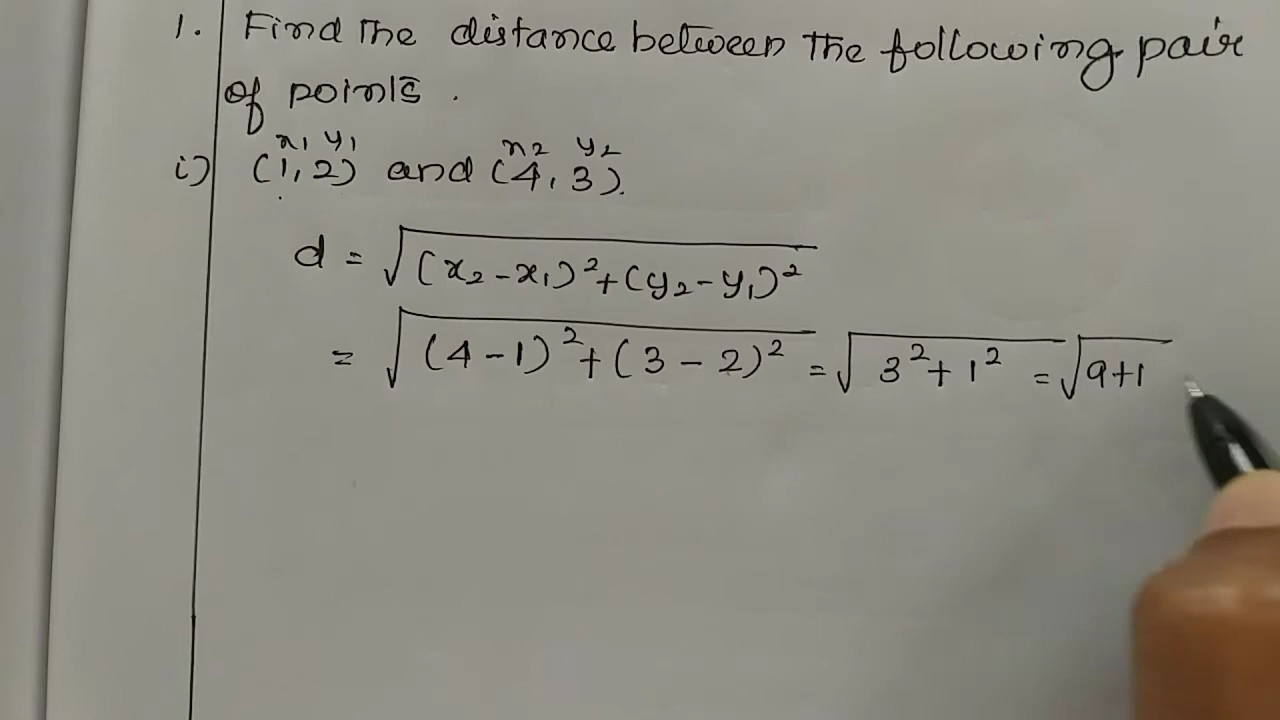 1. Find The distance between The following pair
of points.
x₁ y₁ x₂ y₂
i) (1, 2) and (4, 3).
d = √(x₂-x₁)²+(y₂-y₁)²
= √(4-1)²+(3-2)² = √3²+1² = √9+1